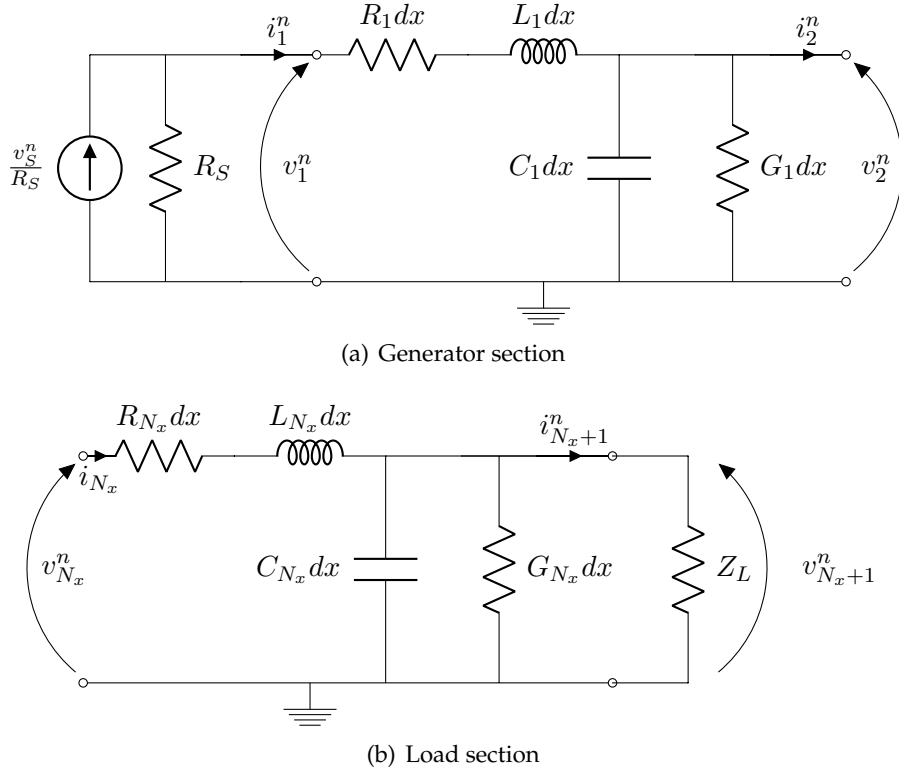 R_1dx
L_1dx
i_1^n
i_2^n
\frac{v_S^n}{R_S}
R_S
v_1^n
C_1dx
G_1dx
v_2^n
(a) Generator section
R_{N_x}dx
L_{N_x}dx
i_{N_x+1}^n
i_{N_x}
v_{N_x}^n
C_{N_x}dx
G_{N_x}dx
Z_L
v_{N_x+1}^n
(b) Load section